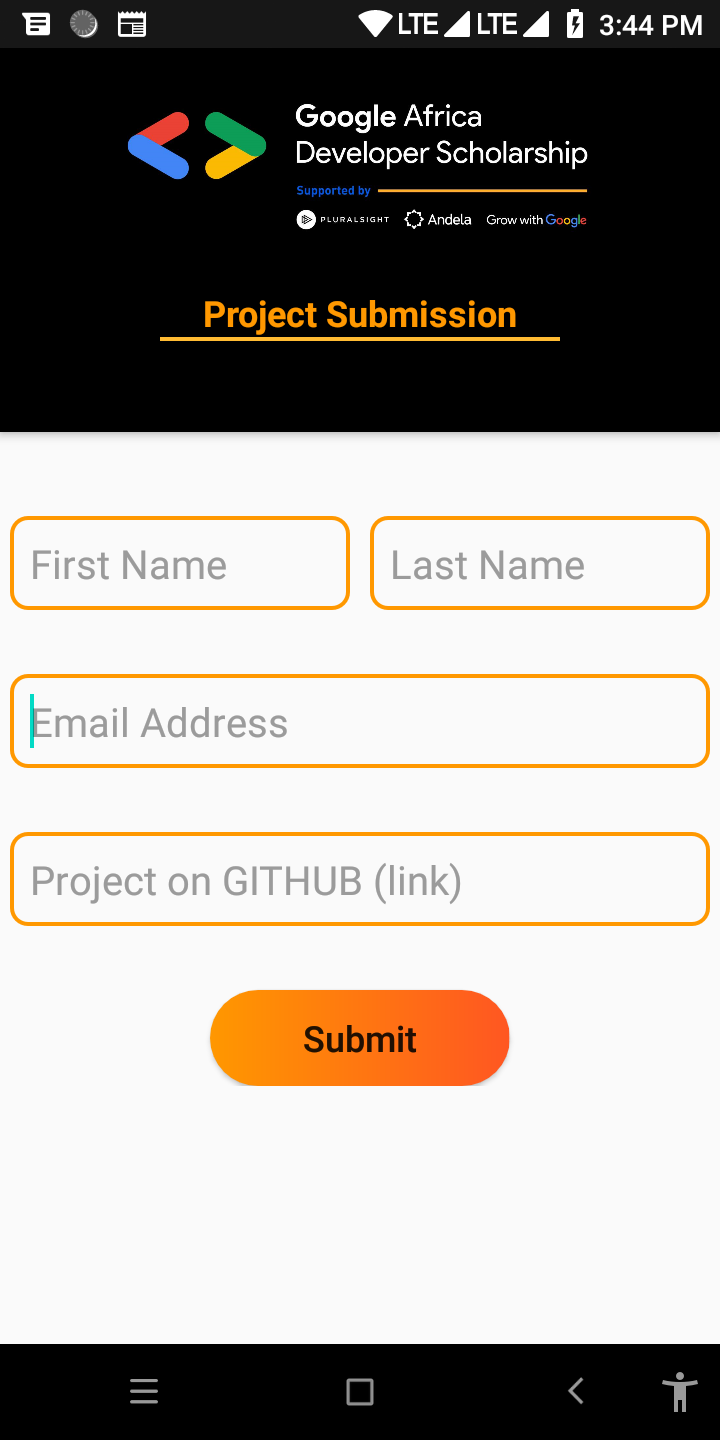 LTE LTE 3:44 PM
Google Africa
Developer Scholarship
Supported by
PLURALSIGHT Andela Grow with Google
Project Submission
First Name Last Name
Email Address
Project on GITHUB (link)
Submit